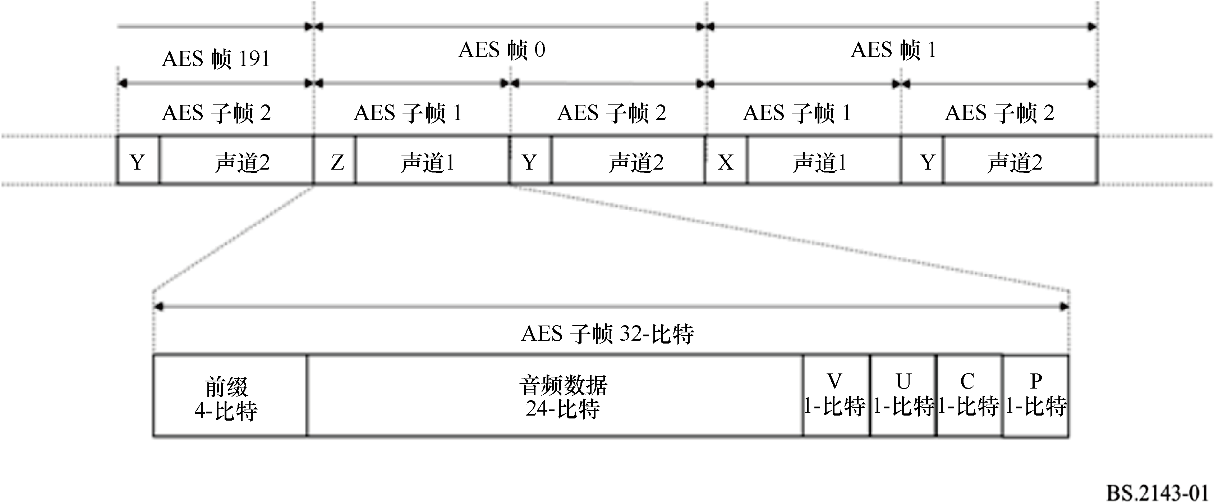 AES 帧 191
AES 帧 0
AES 帧 1
AES 子帧 2
AES 子帧 1
AES 子帧 2
AES 子帧 1
AES 子帧 2
Y
声道2
Z
声道1
Y
声道2
X
声道1
Y
声道2
AES 子帧 32-比特
前缀
4-比特
音频数据
24-比特
V
1-比特
U
1-比特
C
1-比特
P
1-比特
BS.2143-01